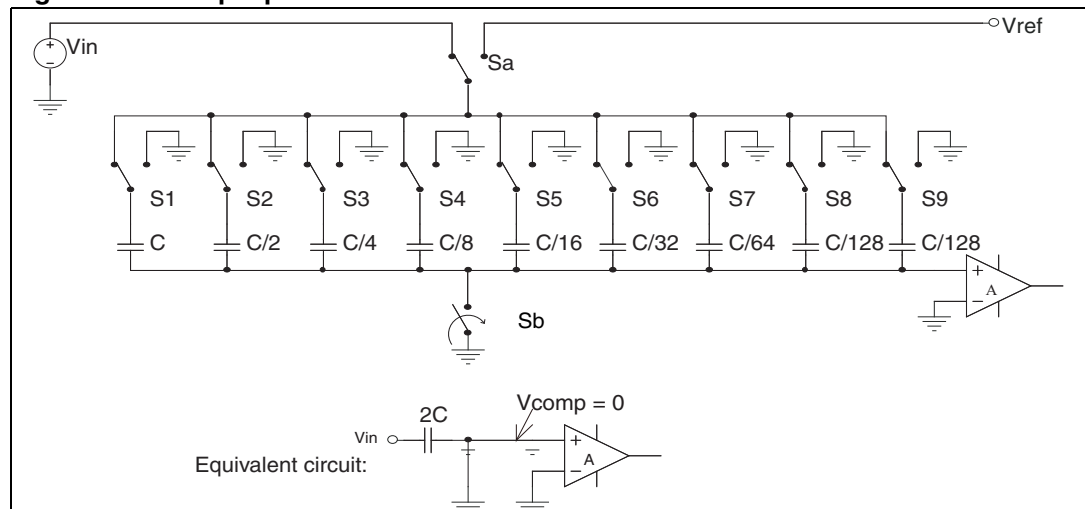 Vin
+
−
Sa
Vref
S1 S2 S3 S4 S5 S6 S7 S8 S9
C C/2 C/4 C/8 C/16 C/32 C/64 C/128 C/128
+
−
A
Sb
Vcomp = 0
2C
Vin
+
−
A
Equivalent circuit: